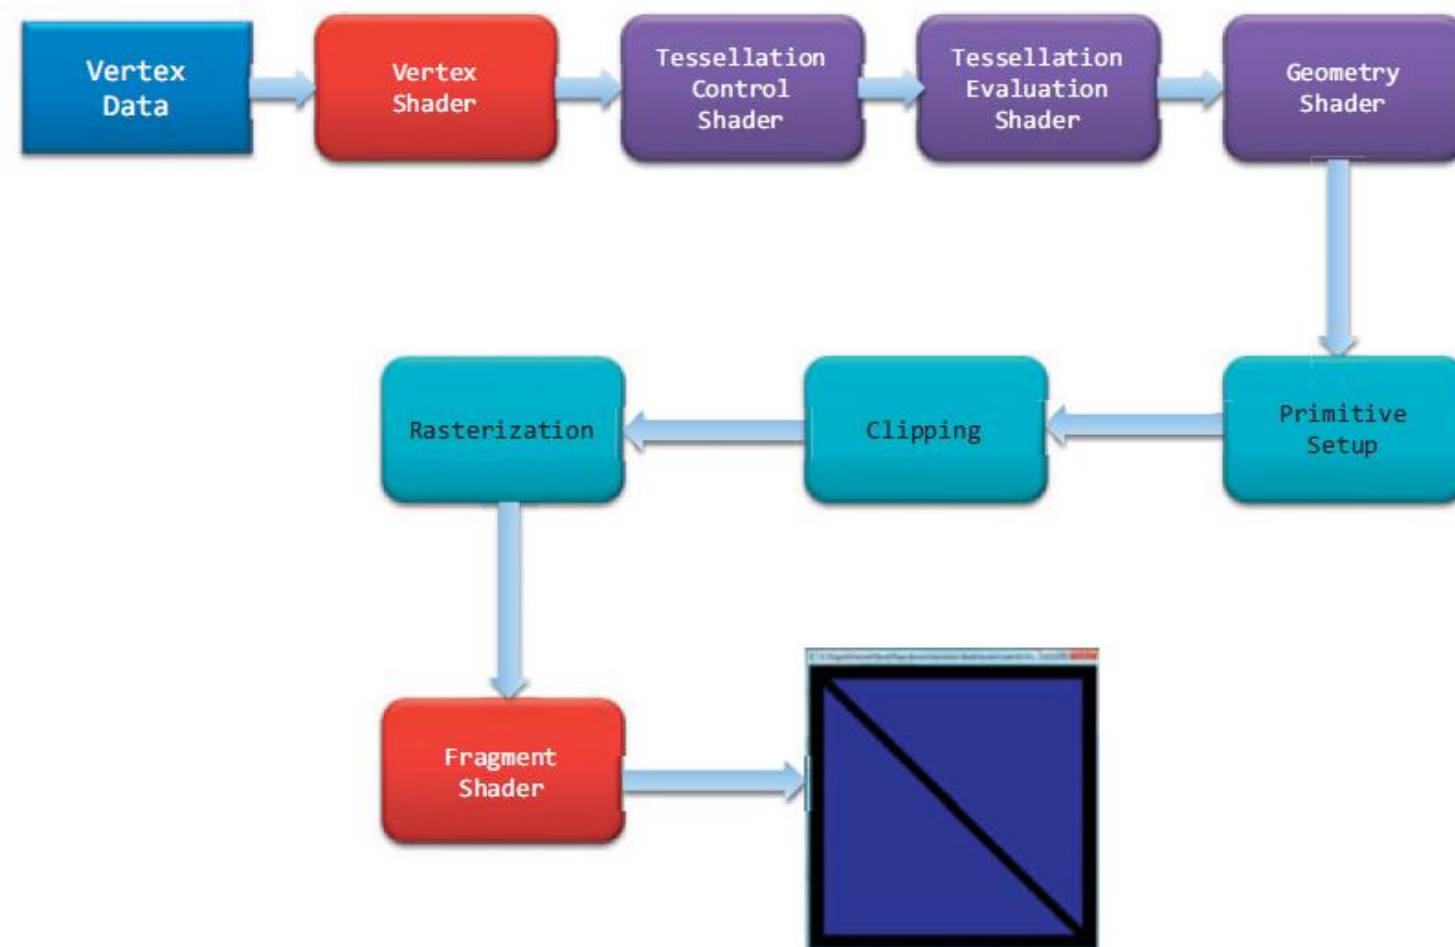 Vertex
Data
Vertex
Shader
Tessellation
Control
Shader
Tessellation
Evaluation
Shader
Geometry
Shader
Primitive
Setup
Clipping
Rasterization
Fragment
Shader